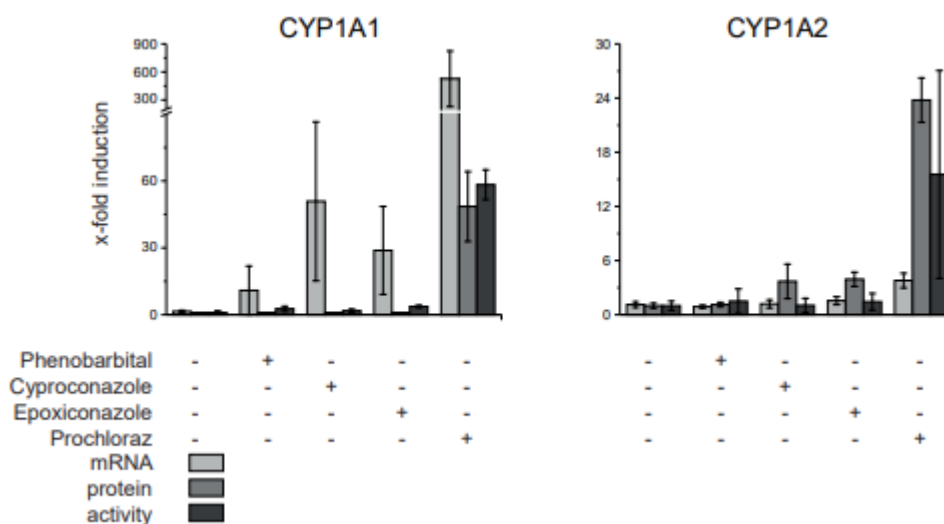 CYP1A1 CYP1A2
x-fold induction
900
600
300
60
30
0
30
24
18
12
6
0
Phenobarbital - + - - - - + - - -
Cyproconazole - - + - - - - + - -
Epoxiconazole - - - + - - - - + -
Prochloraz - - - - + - - - - +
mRNA
protein
activity